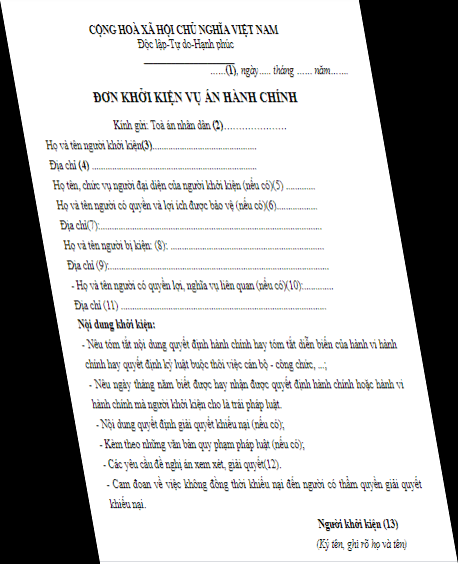 CỘNG HOÀ XÃ HỘI CHỦ NGHĨA VIỆT NAM
Độc lập-Tự do-Hạnh phúc
......(1), ngày..... tháng ...... năm.......
ĐƠN KHỞI KIỆN VỤ ÁN HÀNH CHÍNH
Kính gửi: Toà án nhân dân (2)…………………
Họ và tên người khởi kiện(3)...........................................
Địa chỉ (4) ........................................................
Họ tên, chức vụ người đại diện của người khởi kiện (nếu có)(5) ............
Họ và tên người có quyền và lợi ích được bảo vệ (nếu có)(6).................
Địa chỉ(7):............................................................................................
Họ và tên người bị kiện: (8): ...............................................................
Địa chỉ (9):...........................................................................................
- Họ và tên người có quyền lợi, nghĩa vụ liên quan (nếu có)(10):.............
Địa chỉ (11) .....................................................................................
Nội dung khởi kiện:
- Nêu tóm tắt nội dung quyết định hành chính hay tóm tắt diễn biến của hành vi hành
chính hay quyết định kỷ luật buộc thôi việc cán bộ - công chức, ...;
- Nêu ngày tháng năm biết được hay nhận được quyết định hành chính hoặc hành vi
hành chính mà người khởi kiện cho là trái pháp luật.
- Nội dung quyết định giải quyết khiếu nại (nếu có);
- Kèm theo những văn bản quy phạm pháp luật (nếu có);
- Các yêu cầu đề nghị án xem xét, giải quyết(12).
- Cam đoan về việc không đồng thời khiếu nại đến người có thẩm quyền giải quyết
khiếu nại.
Người khởi kiện (13)
(Ký tên, ghi rõ họ và tên)